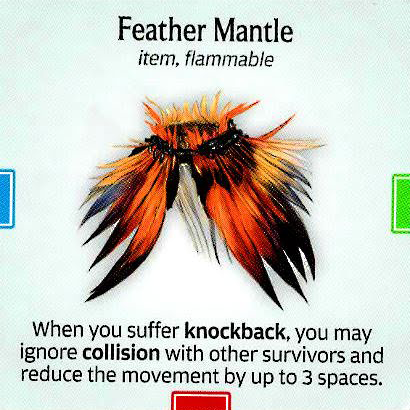 Feather Mantle
item, flammable
When you suffer knockback, you may
ignore collision with other survivors and
reduce the movement by up to 3 spaces.